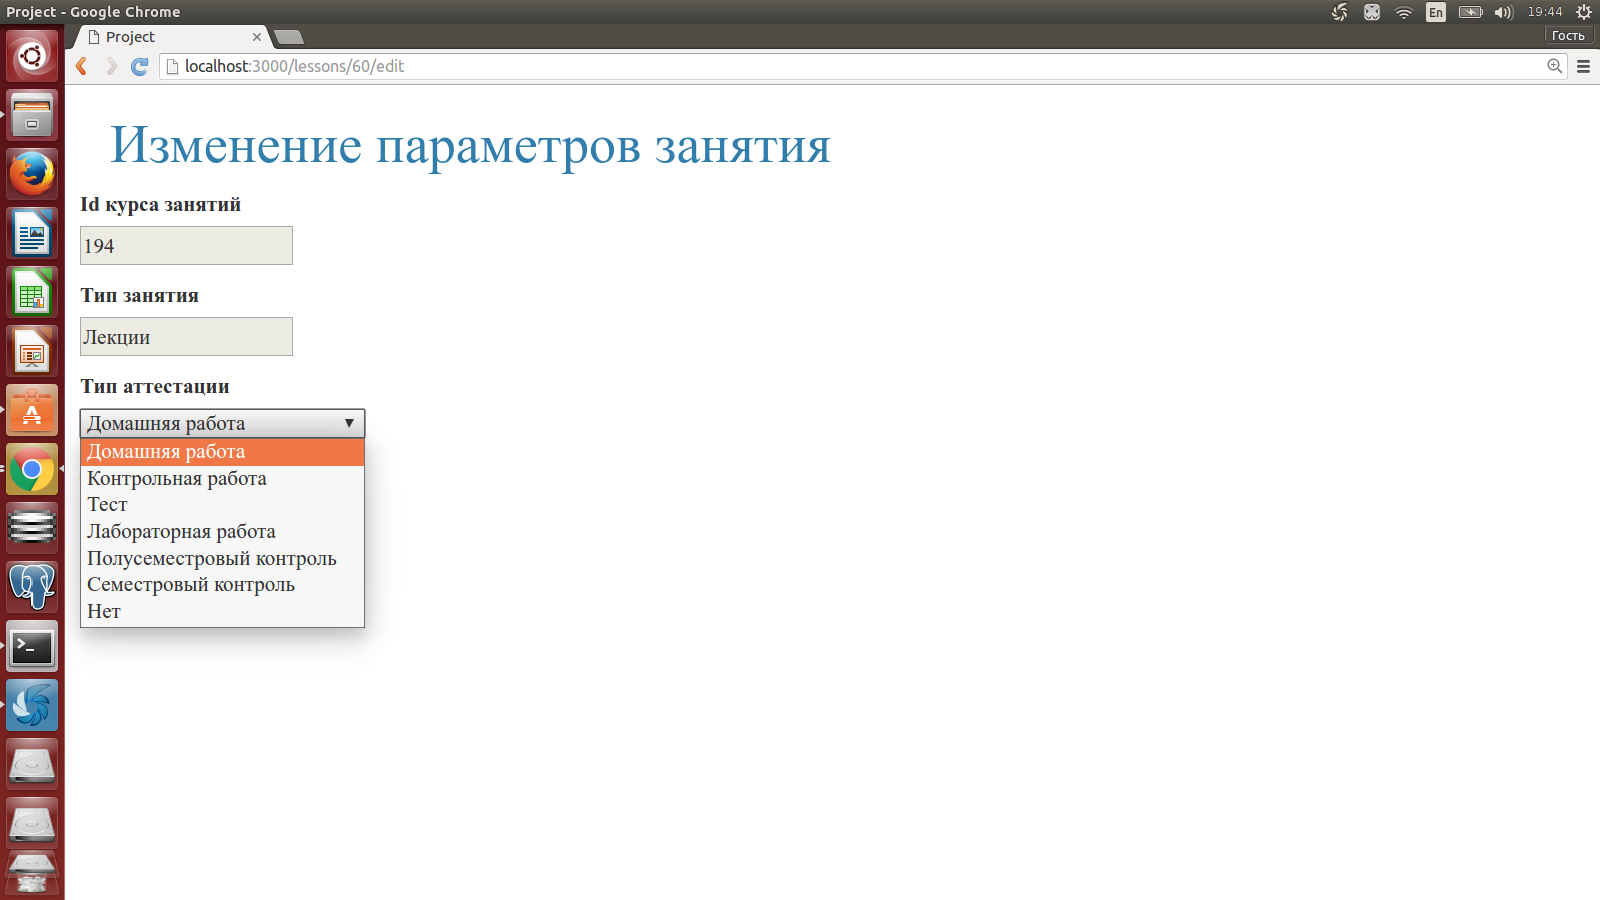 Project - Google Chrome
En
19:44
Project
Гость
localhost:3000/lessons/60/edit
Изменение параметров занятия
Id курса занятий
194
Тип занятия
Лекции
Тип аттестации
Домашняя работа
Домашняя работа
Контрольная работа
Тест
Лабораторная работа
Полусеместровый контроль
Семестровый контроль
Нет